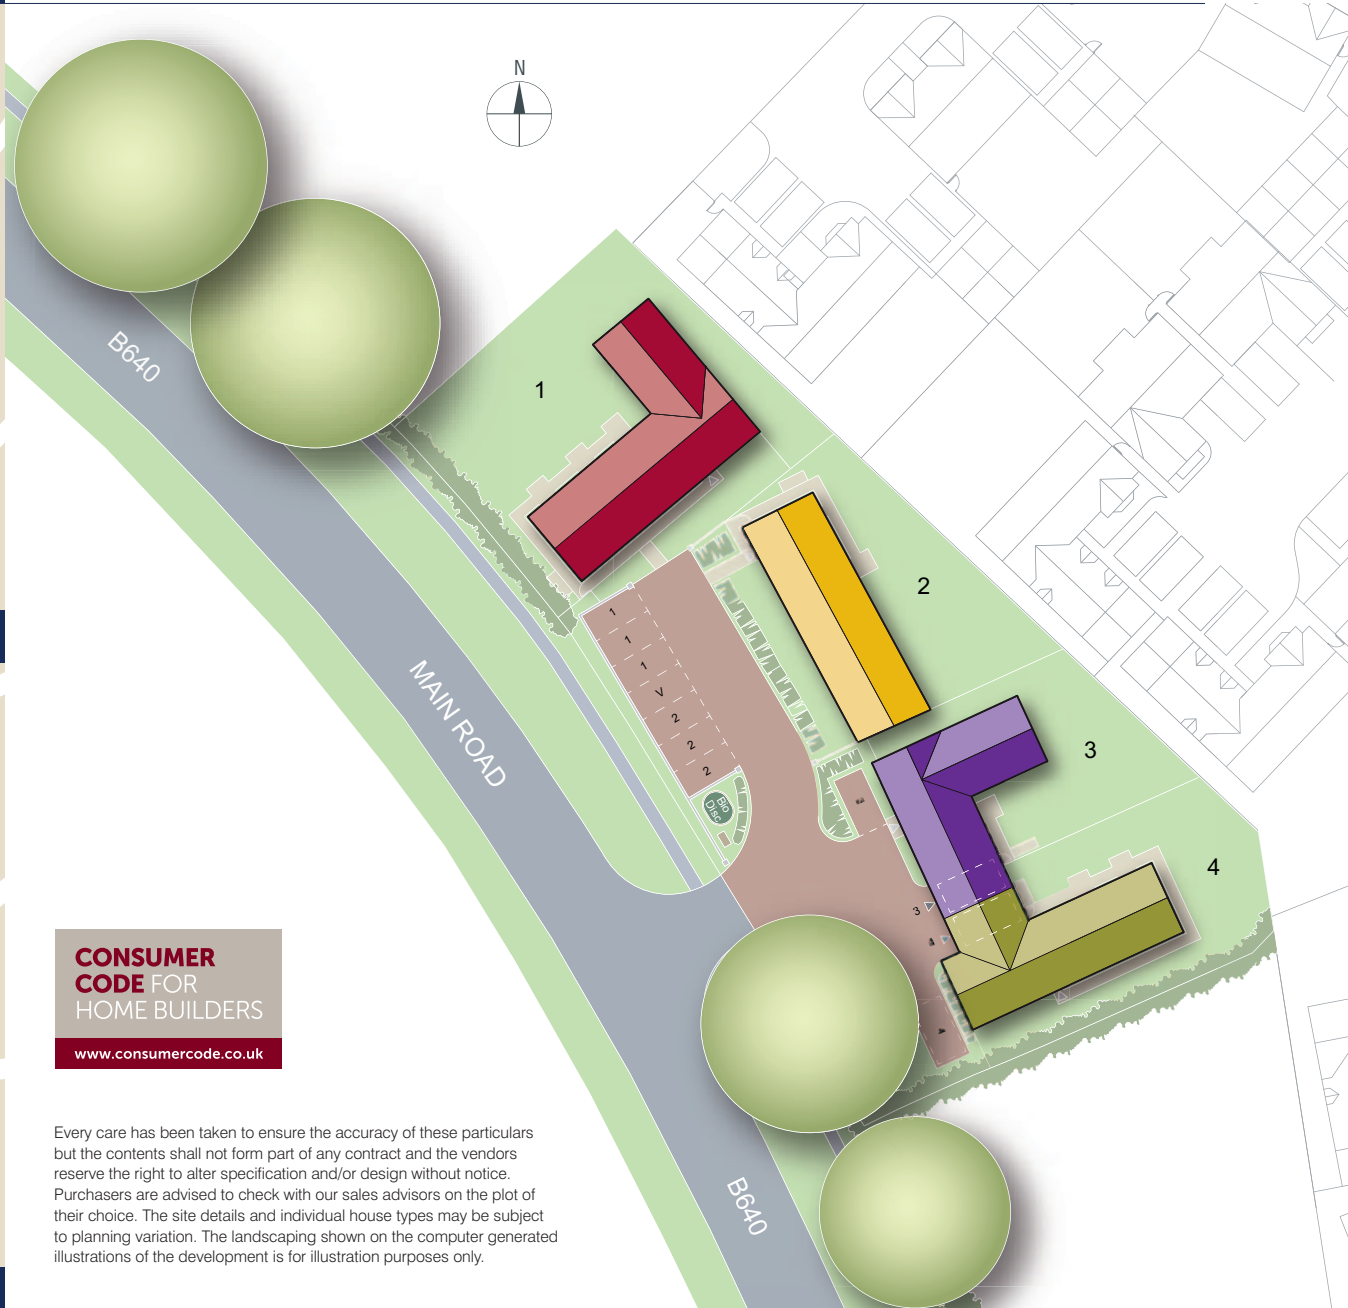 N
1
B640
2
1
1
1
V
2
2
2
MAIN ROAD
3
Bio
Disc
3
4
3
4
4
CONSUMER
CODE FOR
HOME BUILDERS
www.consumercode.co.uk
Every care has been taken to ensure the accuracy of these particulars
but the contents shall not form part of any contract and the vendors
reserve the right to alter specification and/or design without notice.
Purchasers are advised to check with our sales advisors on the plot of
their choice. The site details and individual house types may be subject
to planning variation. The landscaping shown on the computer generated
illustrations of the development is for illustration purposes only.
B640